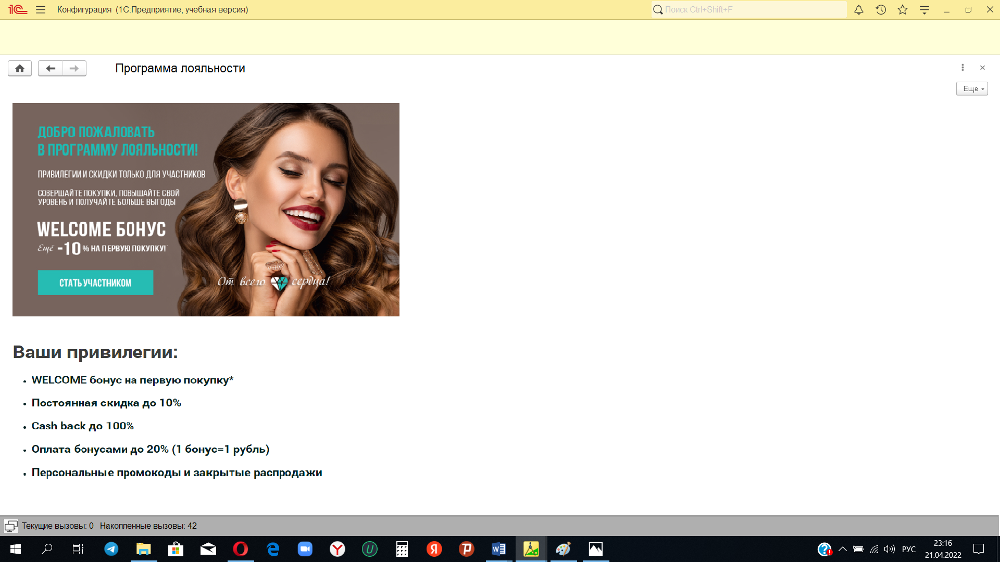 Конфигурация (1С:Предприятие, учебная версия)
Поиск Ctrl+Shift+F
Программа лояльности
Еще
ДОБРО ПОЖАЛОВАТЬ
В ПРОГРАММУ ЛОЯЛЬНОСТИ!
ПРИВИЛЕГИИ И СКИДКИ ТОЛЬКО ДЛЯ УЧАСТНИКОВ
СОВЕРШАЙТЕ ПОКУПКИ, ПОВЫШАЙТЕ СВОЙ
УРОВЕНЬ И ПОЛУЧАЙТЕ БОЛЬШЕ ВЫГОДЫ
WELCOME БОНУС
Ещё -10% НА ПЕРВУЮ ПОКУПКУ!*
СТАТЬ УЧАСТНИКОМ
От всего сердца!
Ваши привилегии:
• WELCOME бонус на первую покупку*
• Постоянная скидка до 10%
• Cash back до 100%
• Оплата бонусами до 20% (1 бонус=1 рубль)
• Персональные промокоды и закрытые распродажи
Текущие вызовы: 0 Накопленные вызовы: 42
РУС
23:16
21.04.2022